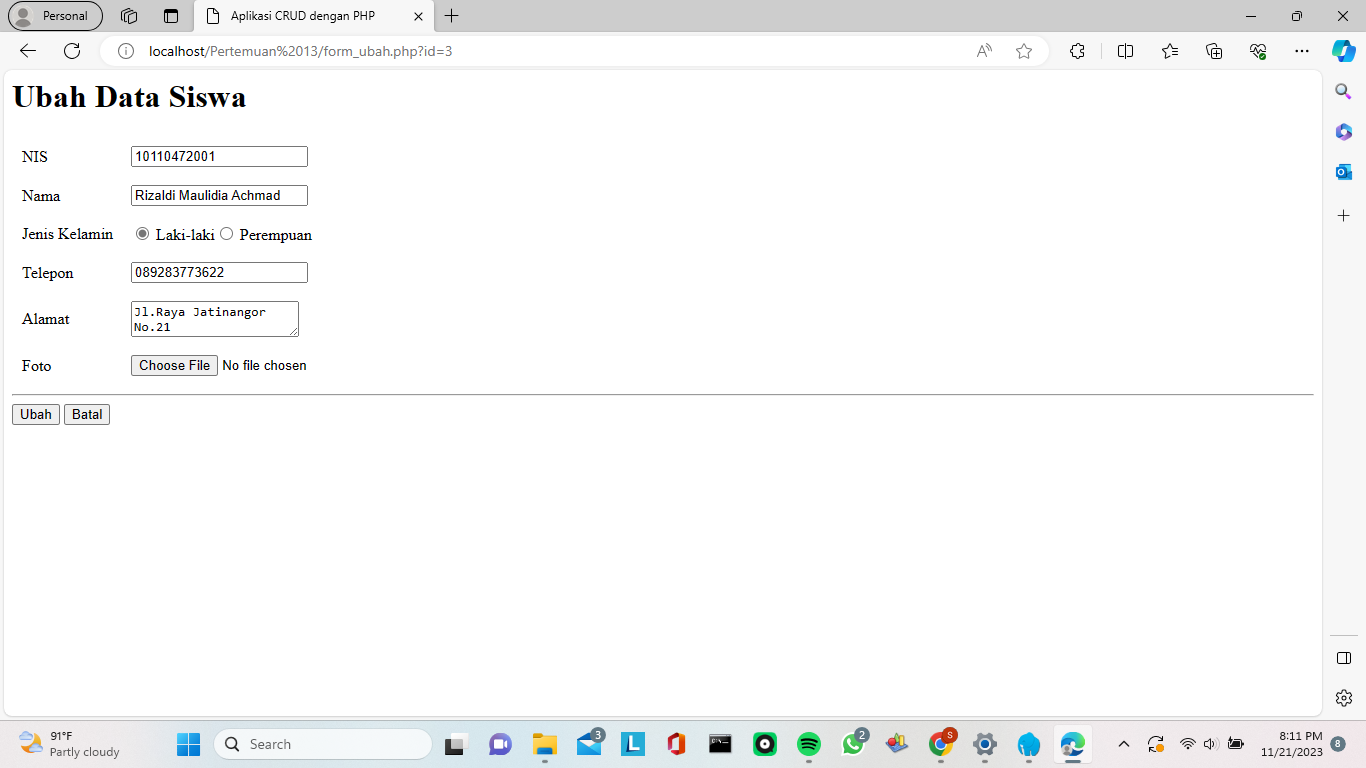 Personal
Aplikasi CRUD dengan PHP
localhost/Pertemuan%2013/form_ubah.php?id=3
Ubah Data Siswa
NIS 10110472001
Nama Rizaldi Maulidia Achmad
Jenis Kelamin Laki-laki Perempuan
Telepon 089283773622
Alamat Jl.Raya Jatinangor
No.21
Foto Choose File No file chosen
Ubah Batal
91°F
Partly cloudy
Search
3
2
S
8:11 PM
11/21/2023
8